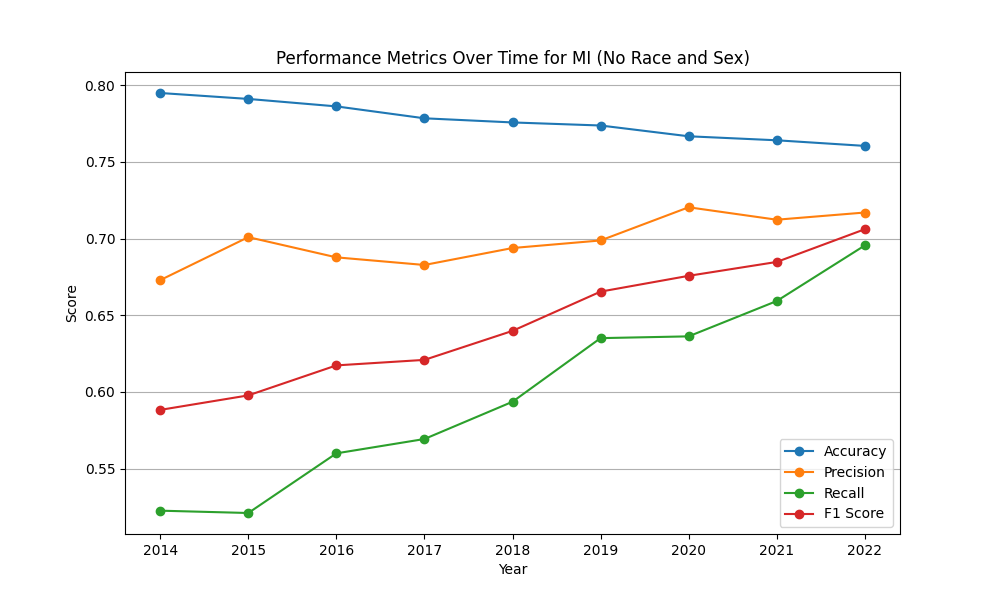 Performance Metrics Over Time for MI (No Race and Sex)
0.80
0.75
0.70
0.65
0.60
0.55
Score
2014 2015 2016 2017 2018 2019 2020 2021 2022
Year
Accuracy
Precision
Recall
F1 Score